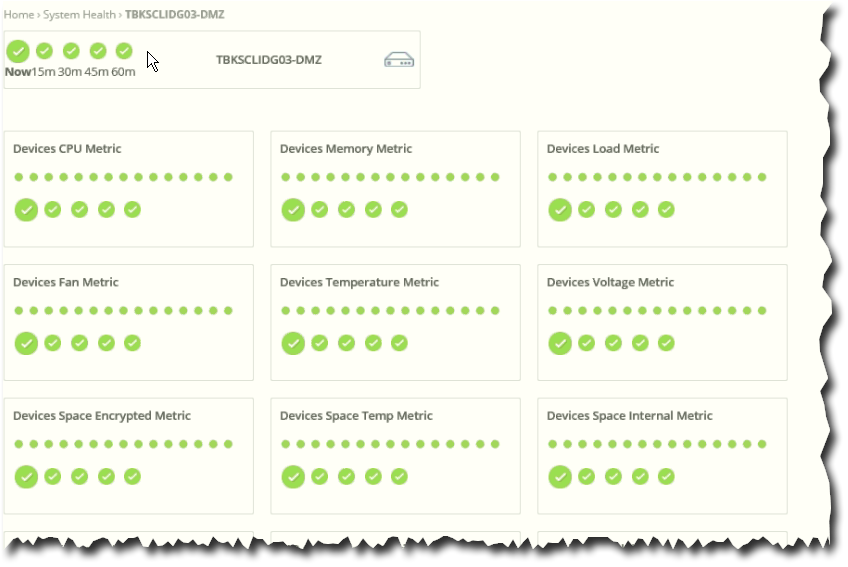 Home › System Health › TBKSCLIDG03-DMZ
Now 15m 30m 45m 60m
TBKSCLIDG03-DMZ
Devices CPU Metric
Devices Memory Metric
Devices Load Metric
Devices Fan Metric
Devices Temperature Metric
Devices Voltage Metric
Devices Space Encrypted Metric
Devices Space Temp Metric
Devices Space Internal Metric